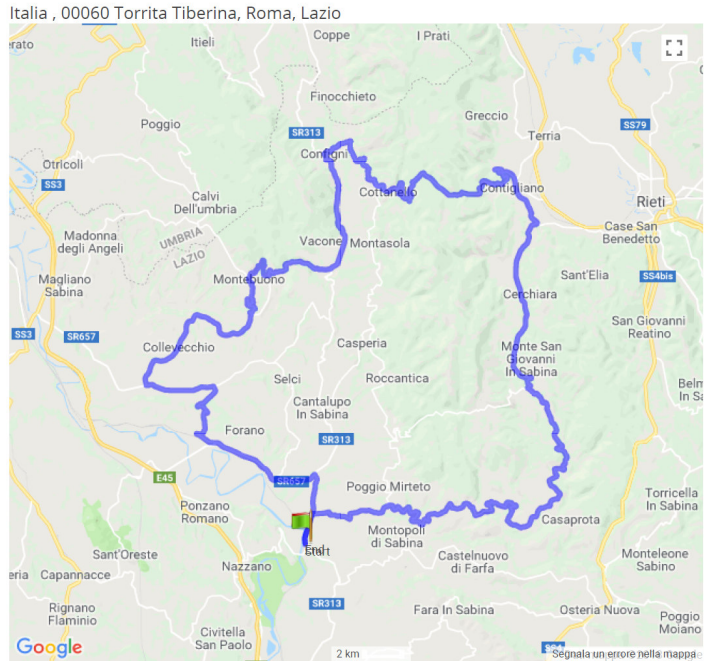 Italia , 00060 Torrita Tiberina, Roma, Lazio
Coppe
I Prati
Itieli
erato
Finocchieto
Greccio
Poggio
SR313
SS79
Terria
Configni
Otricoli
SS3
Cottanello
Contigliano
Calvi
Dell'umbria
Rieti
Madonna
degli Angeli
UMBRIA
LAZIO
Vacone
Montasola
Case San
Benedetto
Magliano
Sabina
Montebuono
Sant'Elia
SS4bis
Cerchiara
SS3
SR657
San Giovanni
Reatino
Collevecchio
Casperia
Monte San
Giovanni
In Sabina
Selci
Roccantica
Belm
In Sa
Cantalupo
In Sabina
Forano
SR313
E45
SR657
Poggio Mirteto
Ponzano
Romano
Torricella
In Sabina
Casaprota
Montopoli
di Sabina
Sant'Oreste
Start
Castelnuovo
di Farfa
Monteleone
Sabino
Nazzano
eria
Capannacce
SR313
Fara In Sabina
Osteria Nuova
Rignano
Flaminio
Poggio
Moiano
Civitella
San Paolo
Google
2 km
Segnala un errore nella mappa